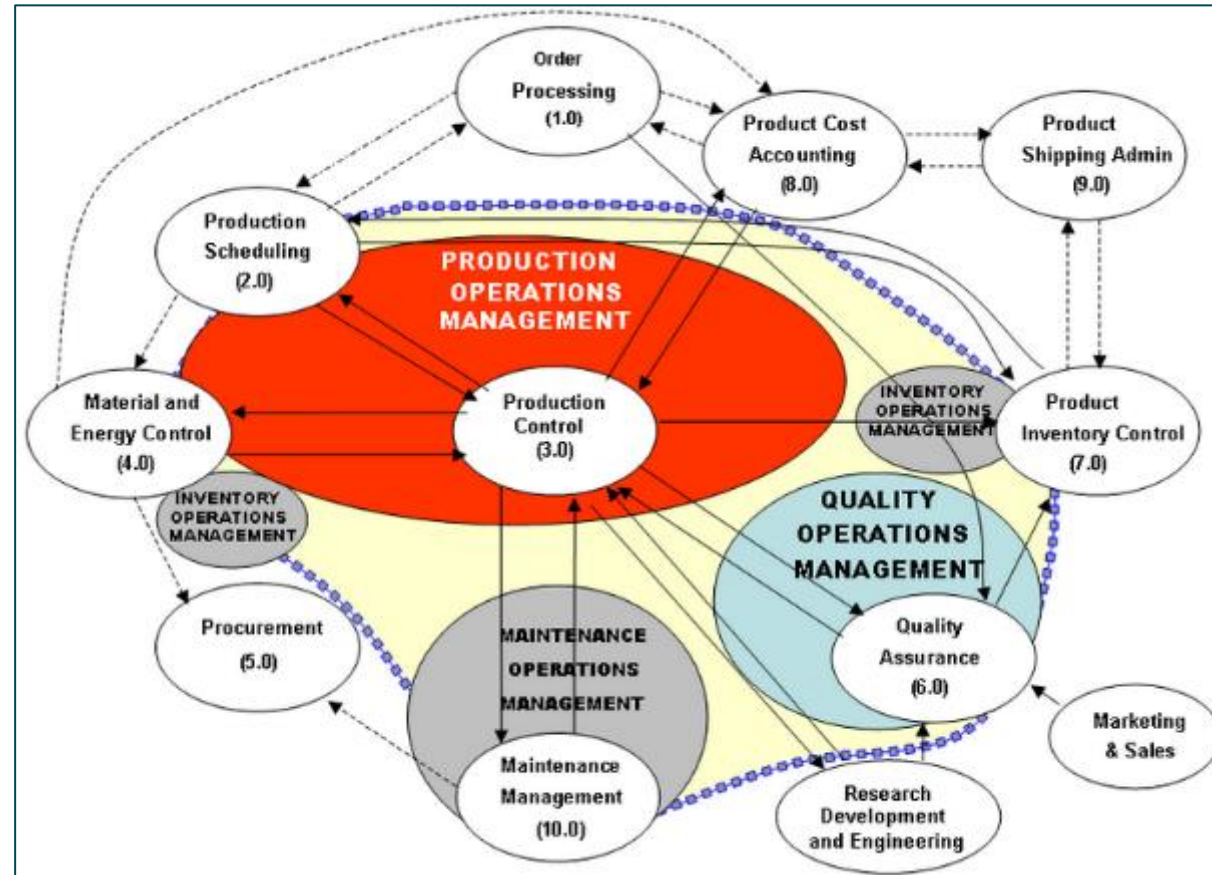 Order
Processing
(1.0)
Product Cost
Accounting
(8.0)
Product
Shipping Admin
(9.0)
Production
Scheduling
(2.0)
PRODUCTION
OPERATIONS
MANAGEMENT
Material and
Energy Control
(4.0)
Production
Control
(3.0)
INVENTORY
OPERATIONS
MANAGEMENT
Product
Inventory Control
(7.0)
INVENTORY
OPERATIONS
MANAGEMENT
QUALITY
OPERATIONS
MANAGEMENT
Procurement
(5.0)
MAINTENANCE
OPERATIONS
MANAGEMENT
Quality
Assurance
(6.0)
Marketing
& Sales
Maintenance
Management
(10.0)
Research
Development
and Engineering